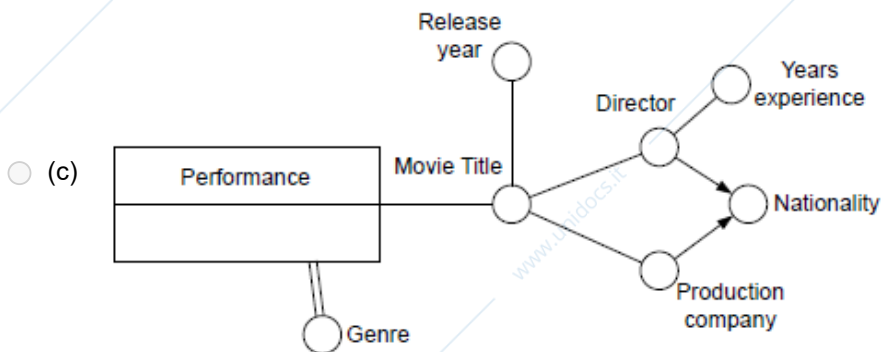 Release
year
Years
experience
Director
(c)
Performance
Movie Title
Nationality
www.unidocs.it
Production
company
Genre